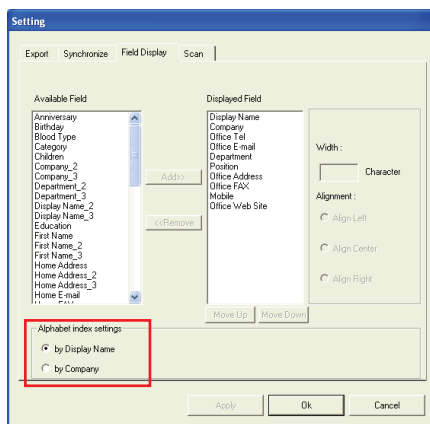 Setting
Export Synchronize Field Display Scan
Available Field
Anniversary
Birthday
Blood Type
Category
Children
Company_2
Company_3
Department_2
Department_3
Display Name_2
Display Name_3
Education
First Name
First Name_2
First Name_3
Home Address
Home Address_2
Home Address_3
Home E-mail
Add>>
<<Remove
Displayed Field
Display Name
Company
Office Tel
Office E-mail
Department
Position
Office Address
Office FAX
Mobile
Office Web Site
Width :
Character
Alignment :
Align Left
Align Center
Align Right
Move Up Move Down
Alphabet index settings
by Display Name
by Company
Apply Ok Cancel